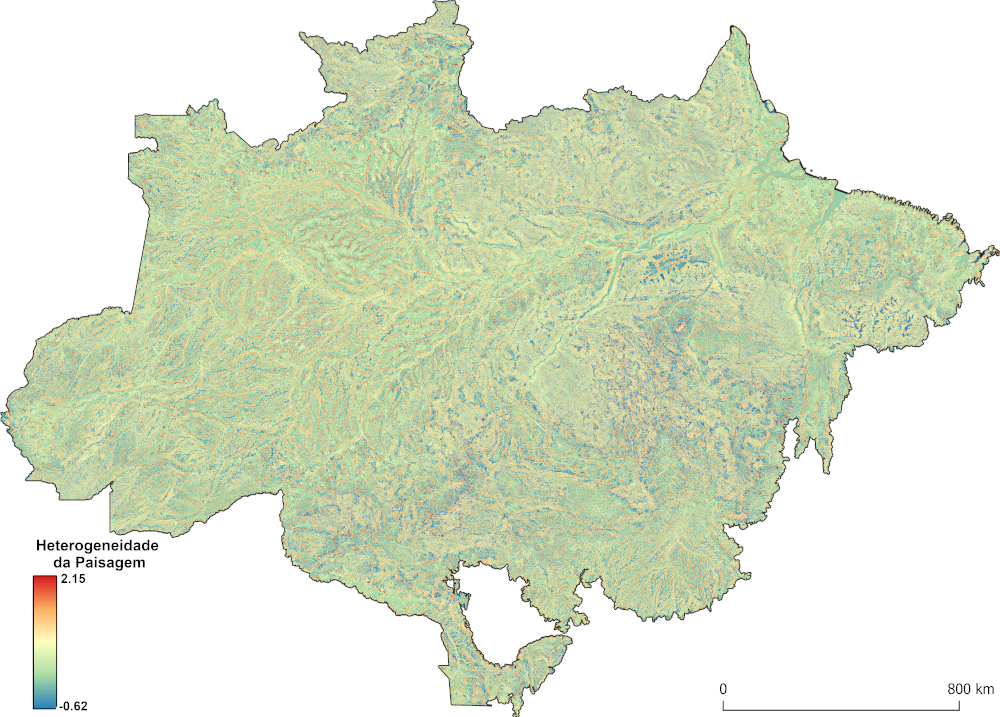 Heterogeneidade
da Paisagem
2.15
-0.62
0 800 km